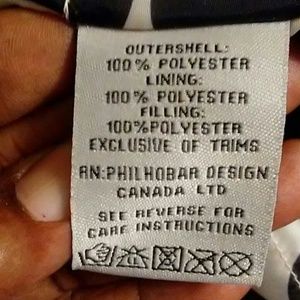 OUTERSHELL:
100% POLYESTER
LINING:
100% POLYESTER
FILLING:
100%POLYESTER
EXCLUSIVE OF TRIMS
RN:PHILHOBAR DESIGN
CANADA LTD
SEE REVERSE FOR
CARE INSTRUCTIONS